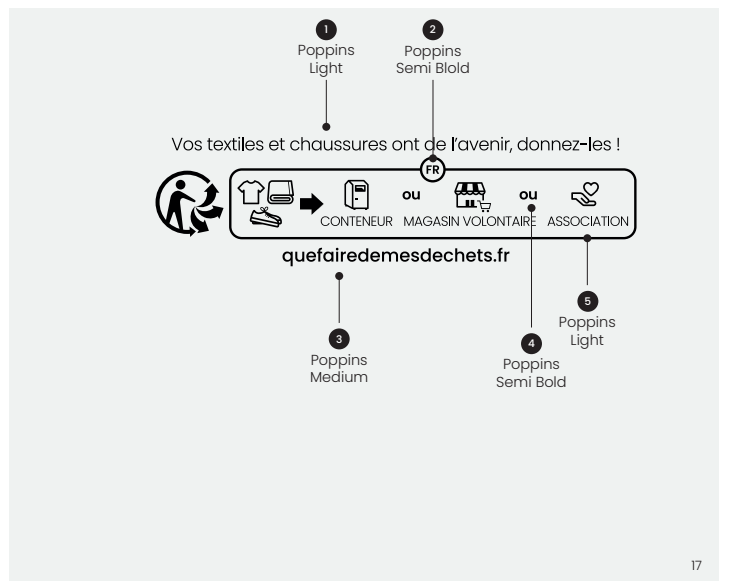 1
Poppins
Light
2
Poppins
Semi Blold
Vos textiles et chaussures ont de l'avenir, donnez-les !
FR
ou
ou
CONTENEUR MAGASIN VOLONTAIRE ASSOCIATION
quefairedemesdechets.fr
3
Poppins
Medium
4
Poppins
Semi Bold
5
Poppins
Light
17